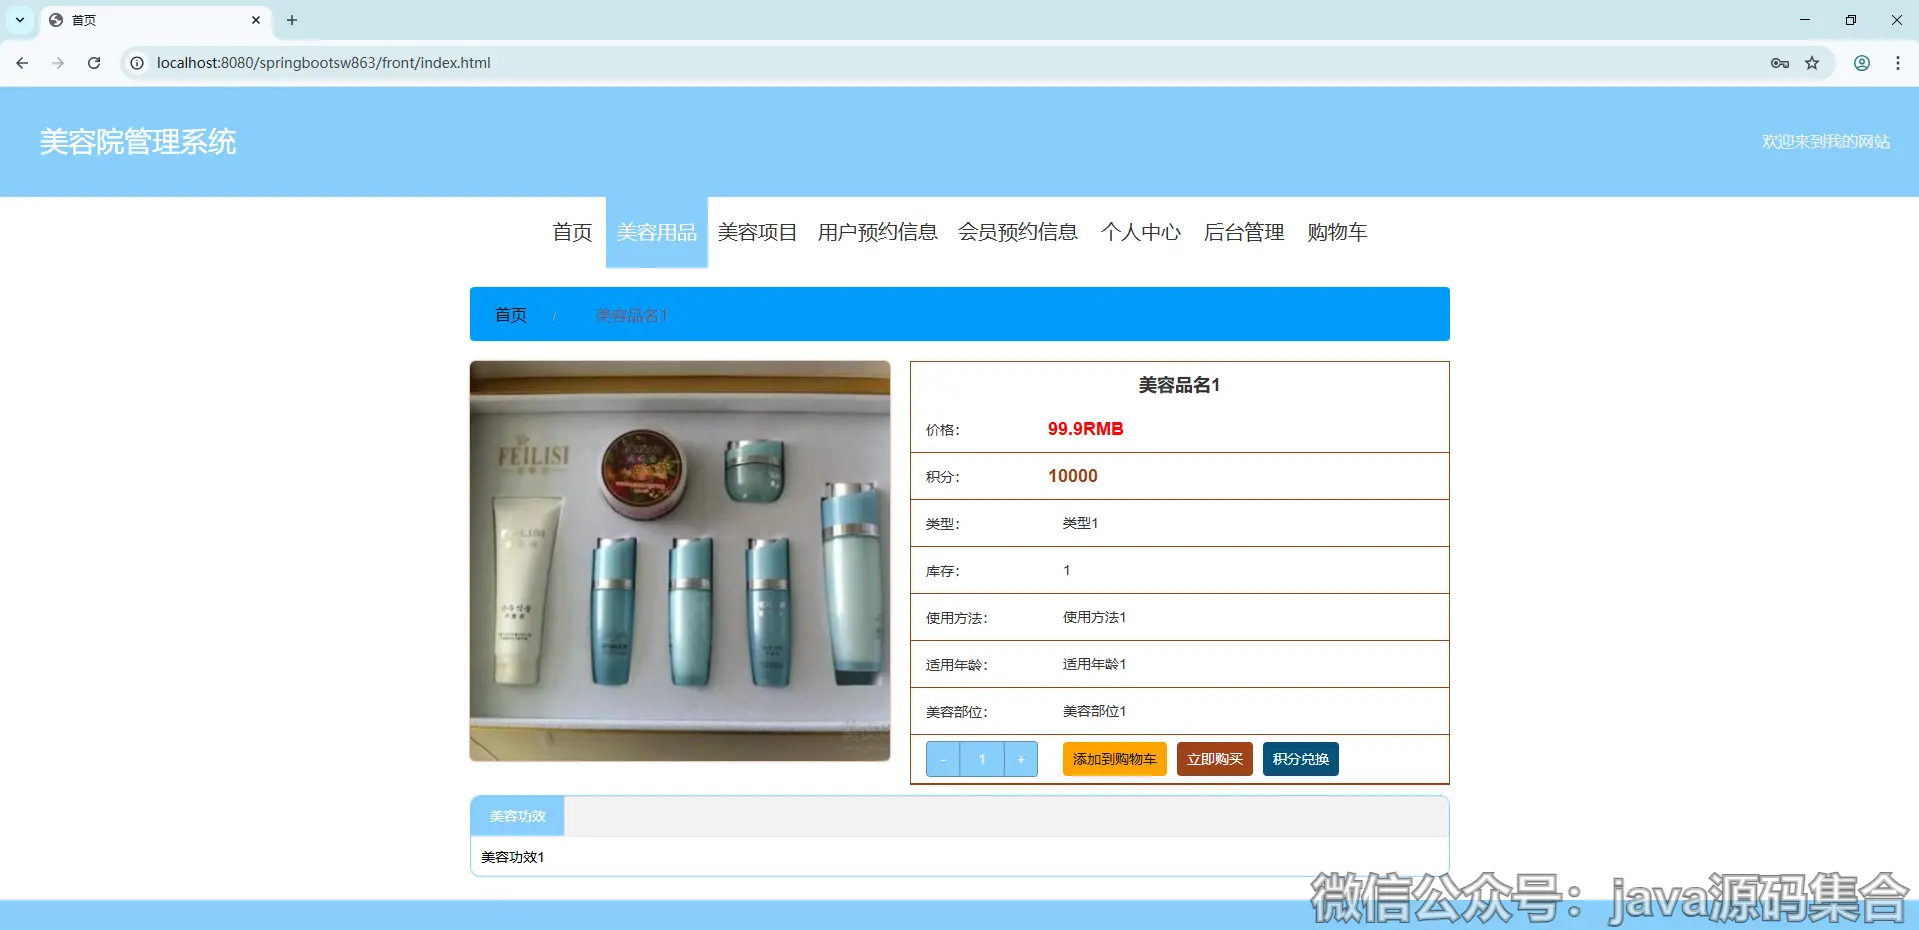 首页
localhost:8080/springbootsw863/front/index.html
美容院管理系统
欢迎来到我的网站
首页 美容用品 美容项目 用户预约信息 会员预约信息 个人中心 后台管理 购物车
首页 / 美容品名1
FEILISI
美容品名1
价格： 99.9RMB
积分： 10000
类型： 类型1
库存： 1
使用方法： 使用方法1
适用年龄： 适用年龄1
美容部位： 美容部位1
- 1 + 添加到购物车 立即购买 积分兑换
美容功效
美容功效1
微信公众号：java源码集合